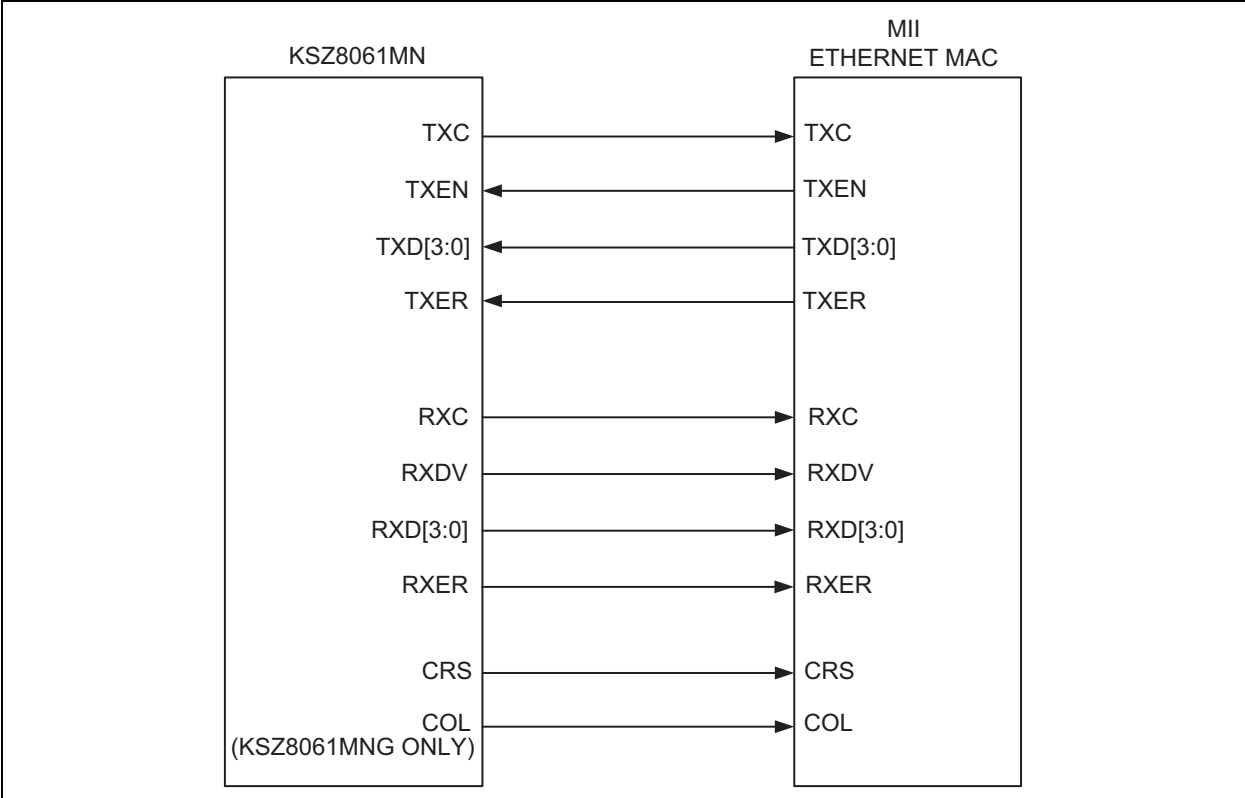 KSZ8061MN
MII
ETHERNET MAC
TXC
TXC
TXEN
TXEN
TXD[3:0]
TXD[3:0]
TXER
TXER
RXC
RXC
RXDV
RXDV
RXD[3:0]
RXD[3:0]
RXER
RXER
CRS
CRS
COL
COL
(KSZ8061MNG ONLY)